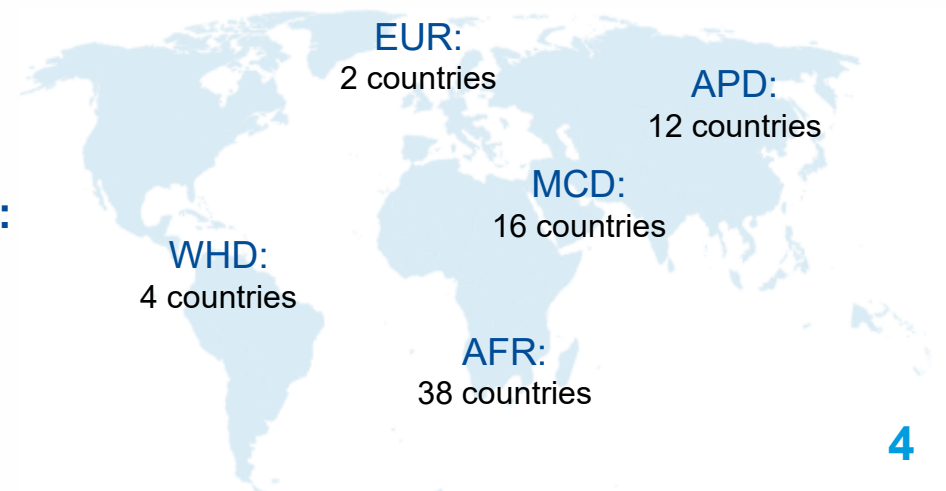 EUR:
2 countries
APD:
12 countries
MCD:
16 countries
:
WHD:
4 countries
AFR:
38 countries
4